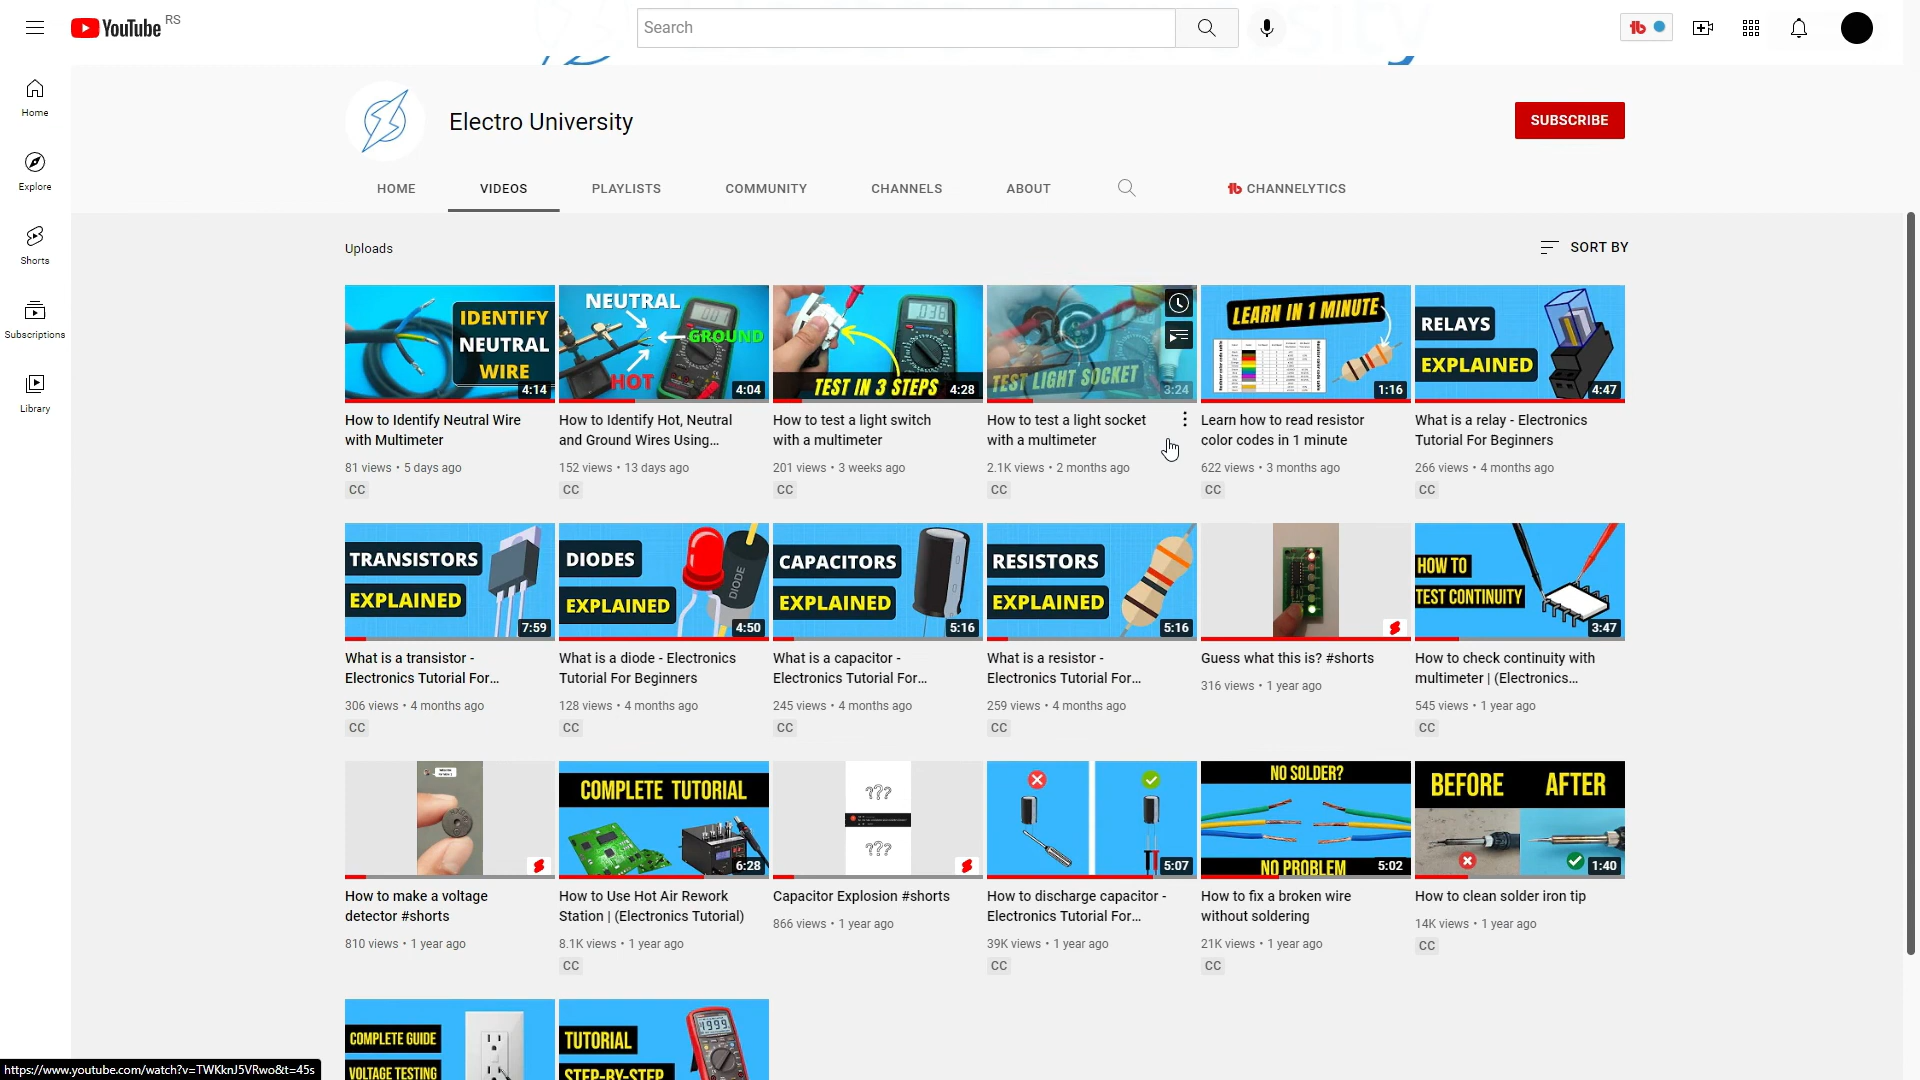 YouTube RS
Search
Home
Explore
Shorts
Subscriptions
Library
Electro University
SUBSCRIBE
HOME
VIDEOS
PLAYLISTS
COMMUNITY
CHANNELS
ABOUT
CHANNELYTICS
Uploads
SORT BY
IDENTIFY
NEUTRAL
WIRE
4:14
How to Identify Neutral Wire
with Multimeter
81 views • 5 days ago
CC
NEUTRAL
GROUND
HOT
4:04
How to Identify Hot, Neutral
and Ground Wires Using...
152 views • 13 days ago
CC
TEST IN 3 STEPS
4:28
How to test a light switch
with a multimeter
201 views • 3 weeks ago
CC
TEST LIGHT SOCKET
3:24
How to test a light socket
with a multimeter
2.1K views • 2 months ago
CC
LEARN IN 1 MINUTE
1:16
Learn how to read resistor
color codes in 1 minute
622 views • 3 months ago
CC
RELAYS
EXPLAINED
4:47
What is a relay - Electronics
Tutorial For Beginners
266 views • 4 months ago
CC
TRANSISTORS
EXPLAINED
7:59
What is a transistor -
Electronics Tutorial For...
306 views • 4 months ago
CC
DIODES
EXPLAINED
DIODE
4:50
What is a diode - Electronics
Tutorial For Beginners
128 views • 4 months ago
CC
CAPACITORS
EXPLAINED
5:16
What is a capacitor -
Electronics Tutorial For...
245 views • 4 months ago
CC
RESISTORS
EXPLAINED
5:16
What is a resistor -
Electronics Tutorial For...
259 views • 4 months ago
CC
Guess what this is? #shorts
316 views • 1 year ago
HOW TO
TEST CONTINUITY
3:47
How to check continuity with
multimeter | (Electronics...
545 views • 1 year ago
CC
How to make a voltage
detector #shorts
810 views • 1 year ago
COMPLETE TUTORIAL
6:28
How to Use Hot Air Rework
Station | (Electronics Tutorial)
8.1K views • 1 year ago
CC
???
???
Capacitor Explosion #shorts
866 views • 1 year ago
5:07
How to discharge capacitor -
Electronics Tutorial For...
39K views • 1 year ago
CC
NO SOLDER?
NO PROBLEM
5:02
How to fix a broken wire
without soldering
21K views • 1 year ago
CC
BEFORE AFTER
1:40
How to clean solder iron tip
14K views • 1 year ago
CC
COMPLETE GUIDE
VOLTAGE TESTING
TUTORIAL
STEP-BY-STEP
1999
https://www.youtube.com/watch?v=TWKknJ5VRwo&t=45s